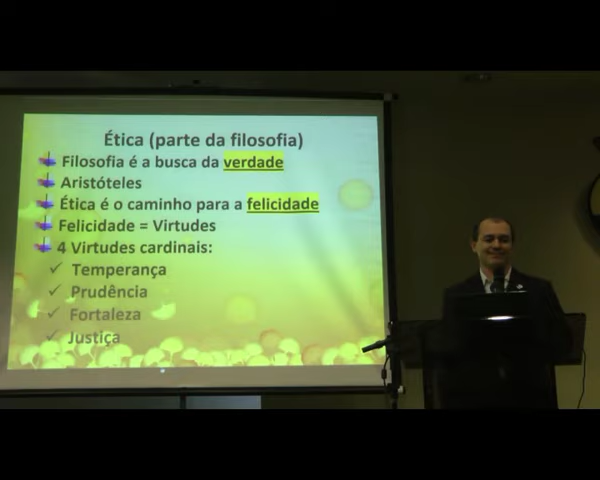 Ética (parte da filosofia)
Filosofia é a busca da verdade
Aristóteles
Ética é o caminho para a felicidade
Felicidade = Virtudes
4 Virtudes cardinais:
Temperança
Prudência
Fortaleza
Justiça